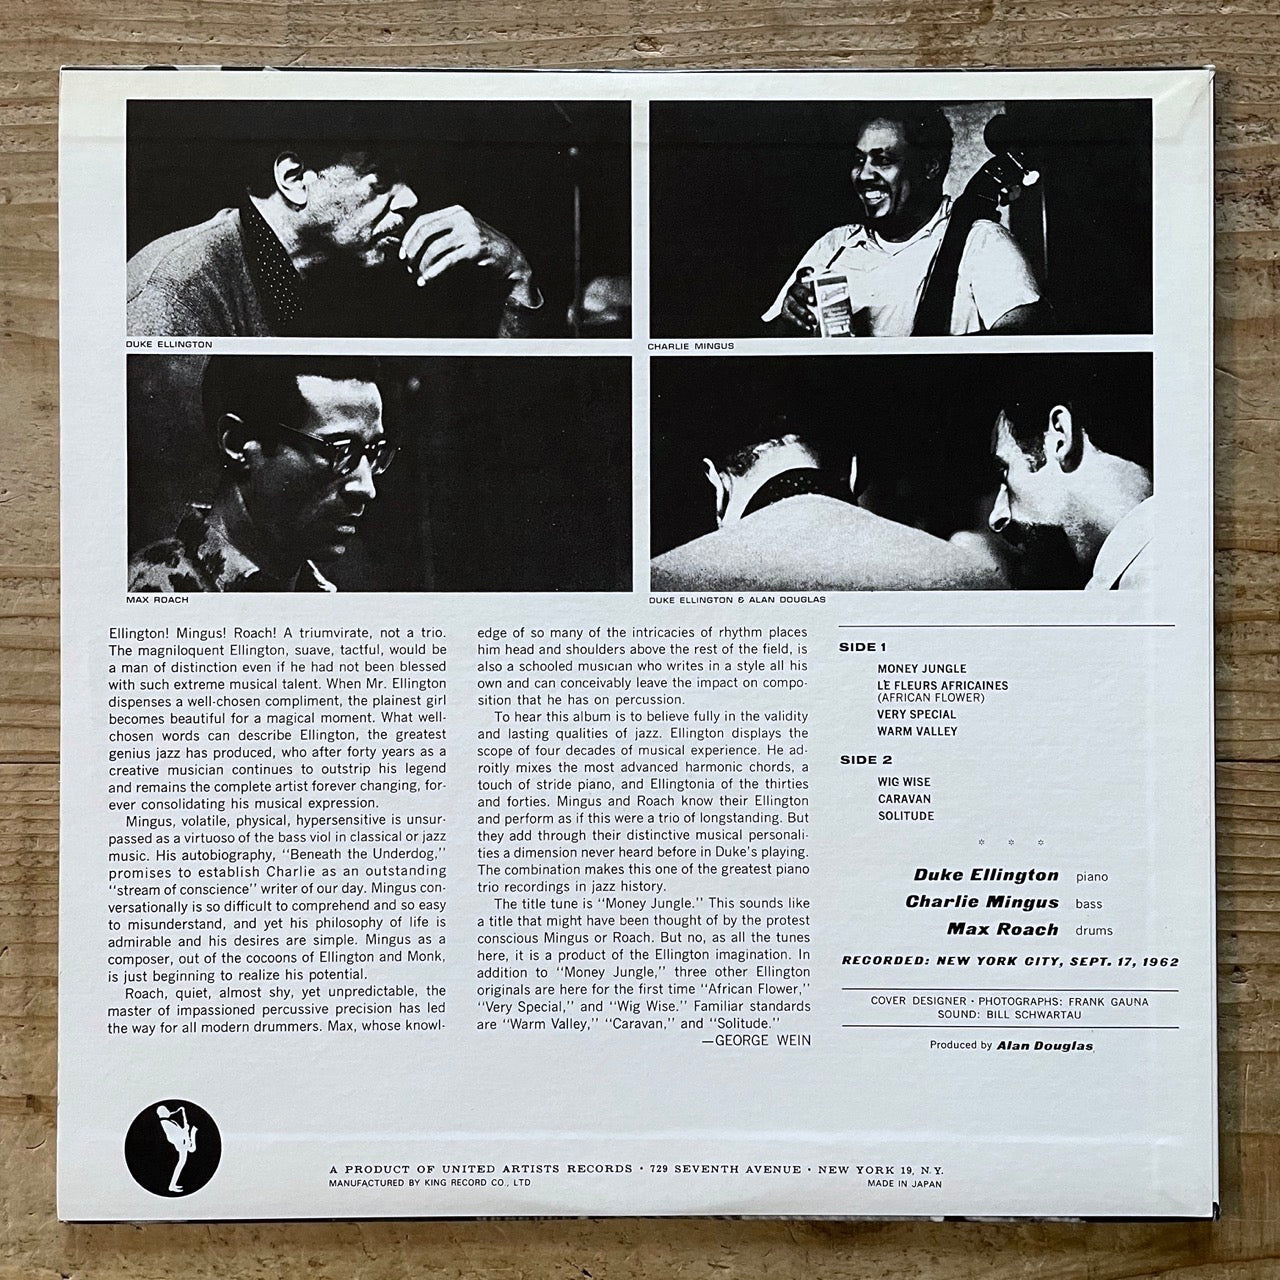 DUKE ELLINGTON
CHARLIE MINGUS
MAX ROACH
DUKE ELLINGTON & ALAN DOUGLAS
Ellington! Mingus! Roach! A triumvirate, not a trio.
The magniloquent Ellington, suave, tactful, would be
a man of distinction even if he had not been blessed
with such extreme musical talent. When Mr. Ellington
dispenses a well-chosen compliment, the plainest girl
becomes beautiful for a magical moment. What well-
chosen words can describe Ellington, the greatest
genius jazz has produced, who after forty years as a
creative musician continues to outstrip his legend
and remains the complete artist forever changing, for-
ever consolidating his musical expression.
Mingus, volatile, physical, hypersensitive is unsur-
passed as a virtuoso of the bass viol in classical or jazz
music. His autobiography, "Beneath the Underdog,"
promises to establish Charlie as an outstanding
"stream of conscience" writer of our day. Mingus con-
versationally is so difficult to comprehend and so easy
to misunderstand, and yet his philosophy of life is
admirable and his desires are simple. Mingus as a
composer, out of the cocoons of Ellington and Monk,
is just beginning to realize his potential.
Roach, quiet, almost shy, yet unpredictable, the
master of impassioned percussive precision has led
the way for all modern drummers. Max, whose knowl-
edge of so many of the intricacies of rhythm places
him head and shoulders above the rest of the field, is
also a schooled musician who writes in a style all his
own and can conceivably leave the impact on compo-
sition that he has on percussion.
To hear this album is to believe fully in the validity
and lasting qualities of jazz. Ellington displays the
scope of four decades of musical experience. He ad-
roitly mixes the most advanced harmonic chords, a
touch of stride piano, and Ellingtonia of the thirties
and forties. Mingus and Roach know their Ellington
and perform as if this were a trio of longstanding. But
they add through their distinctive musical personali-
ties a dimension never heard before in Duke's playing.
The combination makes this one of the greatest piano
trio recordings in jazz history.
The title tune is "Money Jungle." This sounds like
a title that might have been thought of by the protest
conscious Mingus or Roach. But no, as all the tunes
here, it is a product of the Ellington imagination. In
addition to "Money Jungle," three other Ellington
originals are here for the first time "African Flower,"
"Very Special," and "Wig Wise." Familiar standards
are "Warm Valley," "Caravan," and "Solitude."
—GEORGE WEIN
SIDE 1
MONEY JUNGLE
LE FLEURS AFRICAINES
(AFRICAN FLOWER)
VERY SPECIAL
WARM VALLEY
SIDE 2
WIG WISE
CARAVAN
SOLITUDE
* * *
Duke Ellington piano
Charlie Mingus bass
Max Roach drums
RECORDED: NEW YORK CITY, SEPT. 17, 1962
COVER DESIGNER · PHOTOGRAPHS: FRANK GAUNA
SOUND: BILL SCHWARTAU
Produced by Alan Douglas
A PRODUCT OF UNITED ARTISTS RECORDS · 729 SEVENTH AVENUE · NEW YORK 19, N.Y.
MANUFACTURED BY KING RECORD CO., LTD MADE IN JAPAN